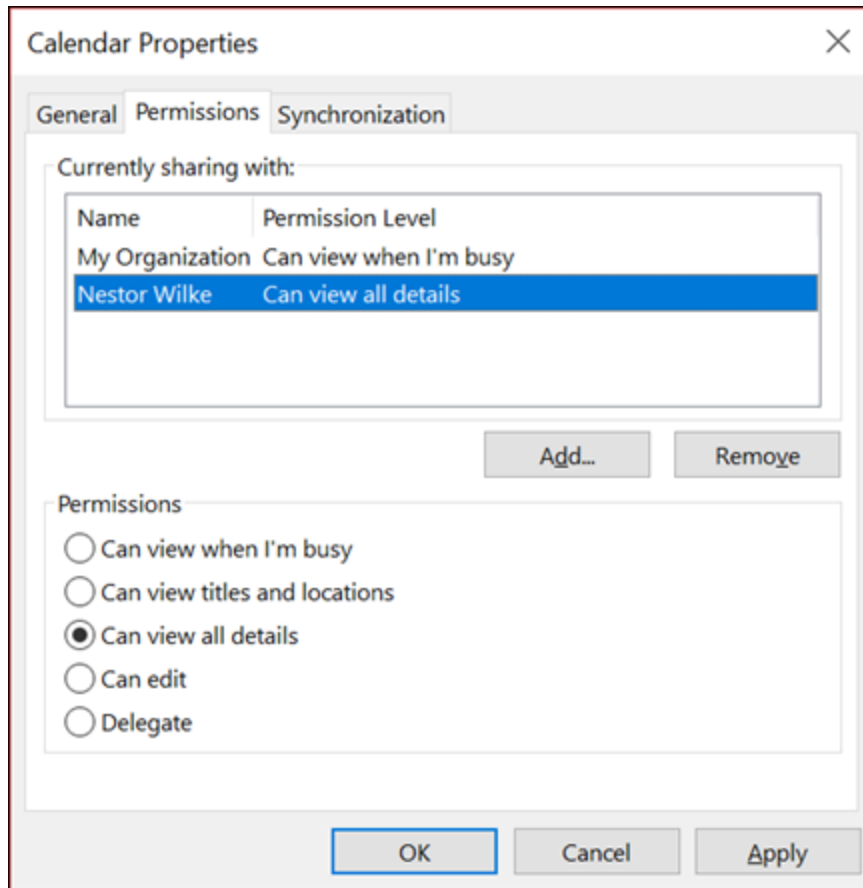 Calendar Properties
General Permissions Synchronization
Currently sharing with:
Name Permission Level
My Organization Can view when I'm busy
Nestor Wilke Can view all details
Add... Remove
Permissions
Can view when I'm busy
Can view titles and locations
Can view all details
Can edit
Delegate
OK Cancel Apply